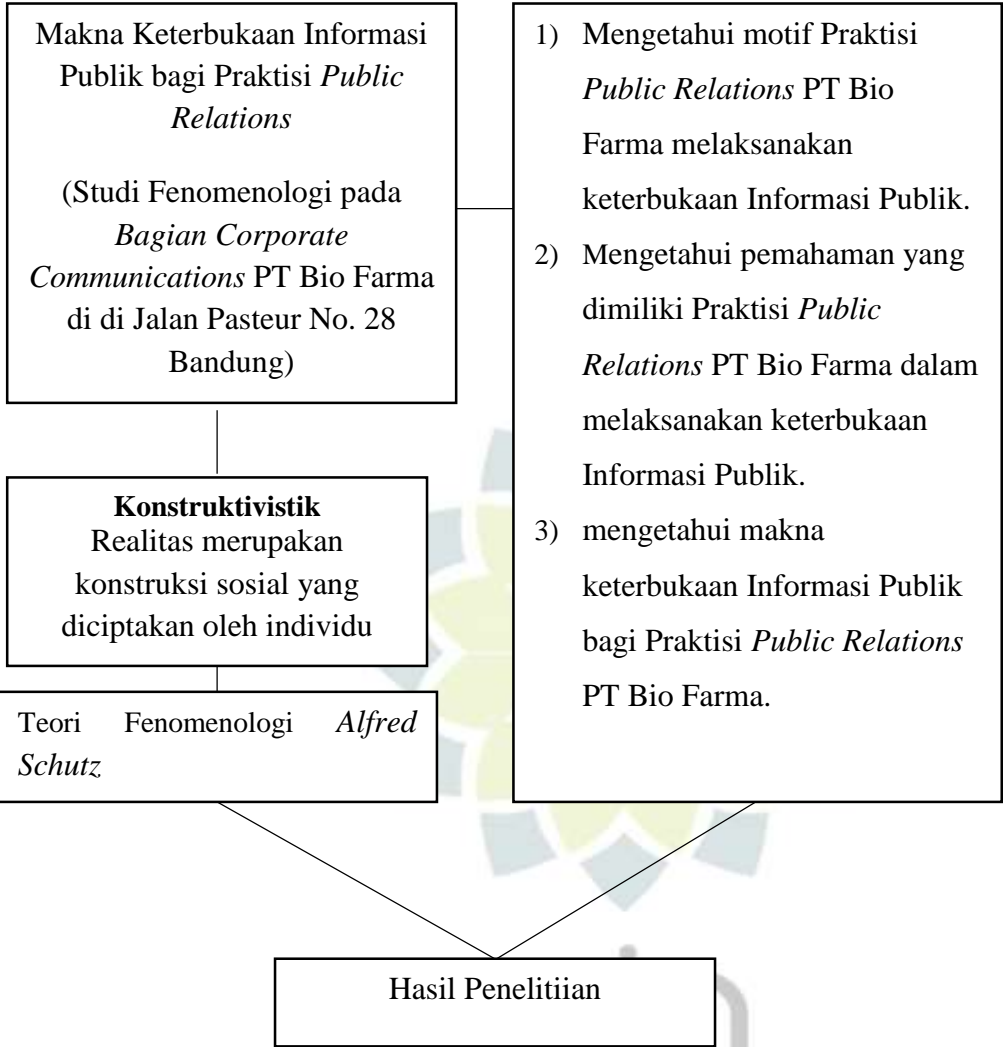 Makna Keterbukaan Informasi
Publik bagi Praktisi Public
Relations
(Studi Fenomenologi pada
Bagian Corporate
Communications PT Bio Farma
di di Jalan Pasteur No. 28
Bandung)
Konstruktivistik
Realitas merupakan
konstruksi sosial yang
diciptakan oleh individu
Teori Fenomenologi Alfred
Schutz
1) Mengetahui motif Praktisi
Public Relations PT Bio
Farma melaksanakan
keterbukaan Informasi Publik.
2) Mengetahui pemahaman yang
dimiliki Praktisi Public
Relations PT Bio Farma dalam
melaksanakan keterbukaan
Informasi Publik.
3) mengetahui makna
keterbukaan Informasi Publik
bagi Praktisi Public Relations
PT Bio Farma.
Hasil Penelitiian